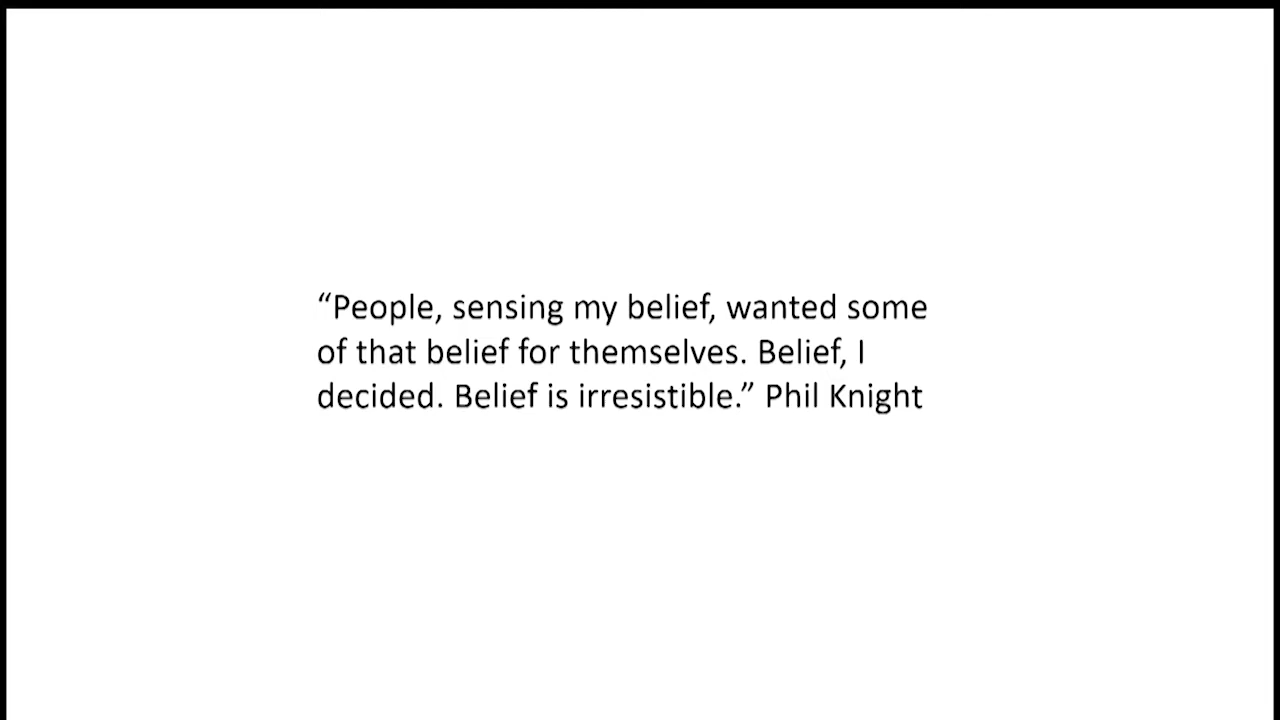 “People, sensing my belief, wanted some
of that belief for themselves. Belief, I
decided. Belief is irresistible.” Phil Knight